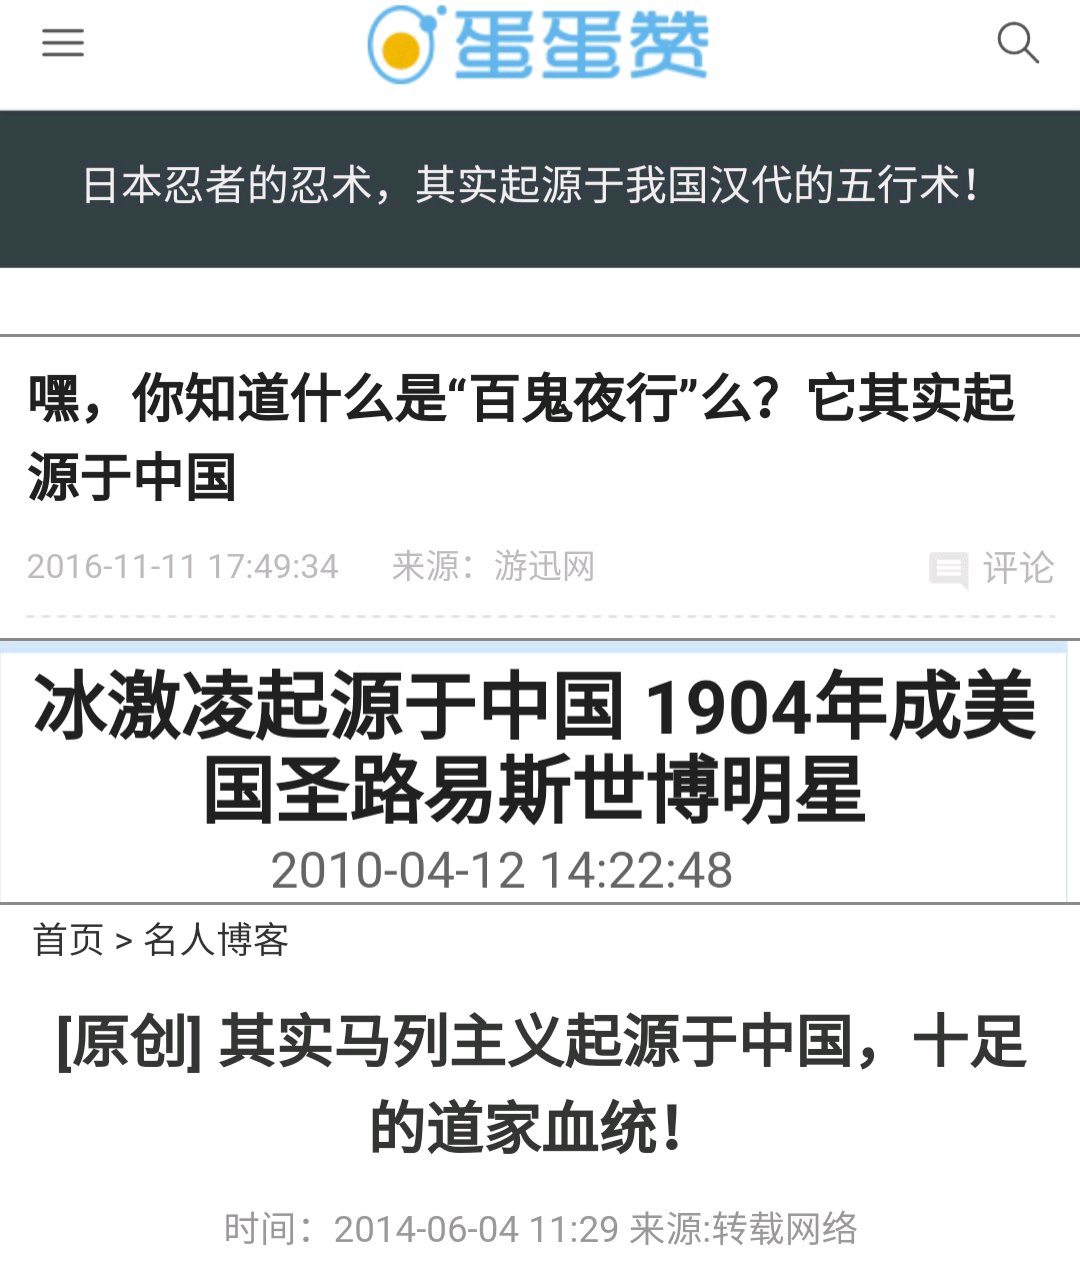 蛋蛋赞
日本忍者的忍术，其实起源于我国汉代的五行术！
嘿，你知道什么是“百鬼夜行”么？它其实起
源于中国
2016-11-11 17:49:34 来源：游迅网 评论
冰激凌起源于中国 1904年成美
国圣路易斯世博明星
2010-04-12 14:22:48
首页 > 名人博客
[原创] 其实马列主义起源于中国，十足
的道家血统！
时间：2014-06-04 11:29 来源:转载网络